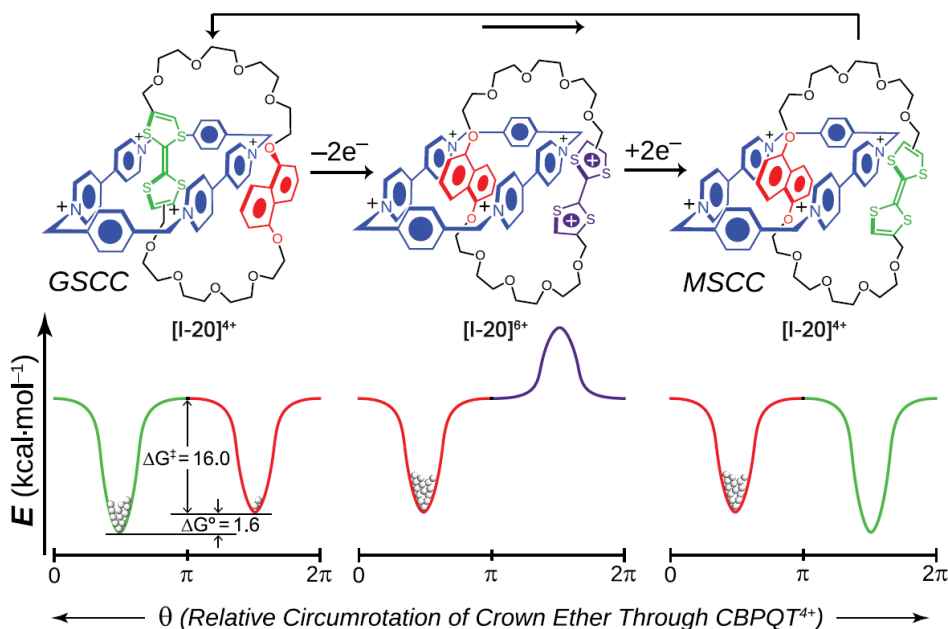 −2e⁻
+2e⁻
GSCC
MSCC
[I-20]⁴⁺
[I-20]⁶⁺
[I-20]⁴⁺
E (kcal·mol⁻¹)
ΔG‡ = 16.0
ΔG° = 1.6
0 π 2π
0 π 2π
0 π 2π
θ (Relative Circumrotation of Crown Ether Through CBPQT⁴⁺)